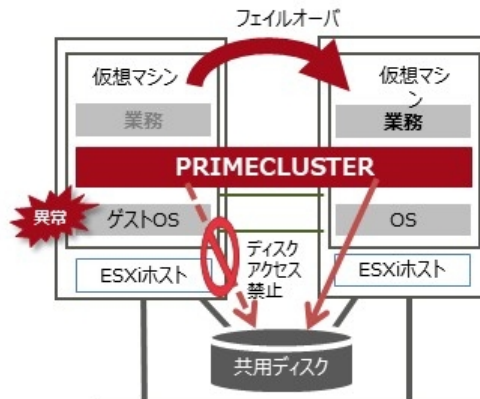 フェイルオーバ
仮想マシン
仮想マシ
ン
業務
業務
PRIMECLUSTER
異常
ゲストOS
OS
ディスク
アクセス
禁止
ESXiホスト
ESXiホスト
共用ディスク